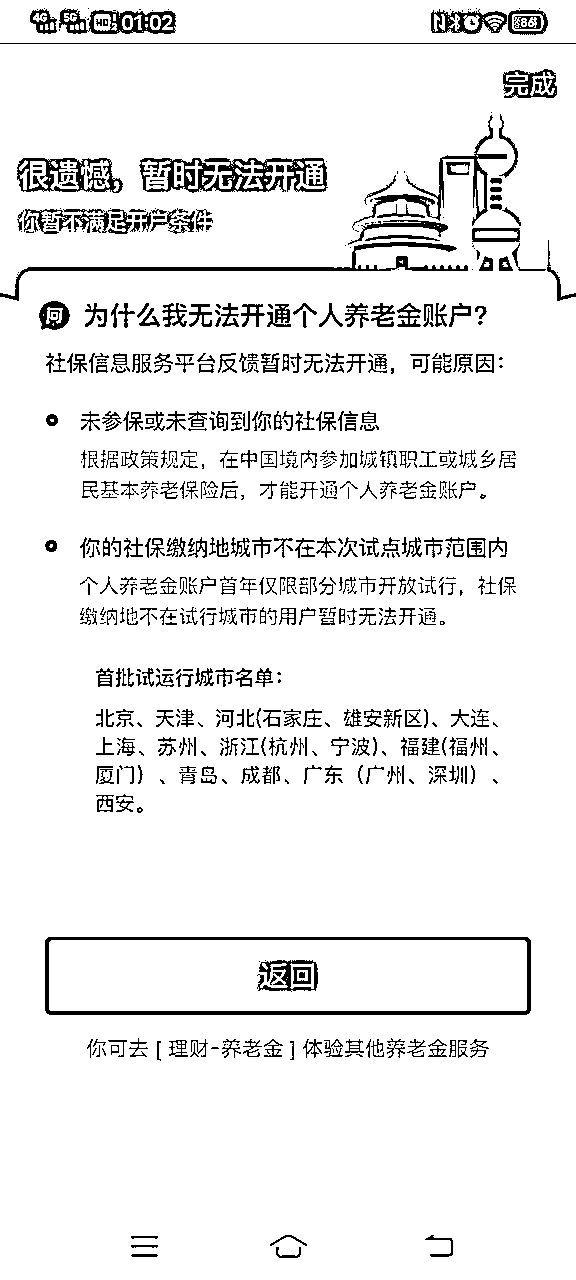 4G 5G HD 01:02 86
完成
很遗憾，暂时无法开通
你暂不满足开户条件
问 为什么我无法开通个人养老金账户?
社保信息服务平台反馈暂时无法开通，可能原因：
未参保或未查询到你的社保信息
根据政策规定，在中国境内参加城镇职工或城乡居
民基本养老保险后，才能开通个人养老金账户。
你的社保缴纳地城市不在本次试点城市范围内
个人养老金账户首年仅限部分城市开放试行，社保
缴纳地不在试行城市的用户暂时无法开通。
首批试运行城市名单：
北京、天津、河北(石家庄、雄安新区)、大连、
上海、苏州、浙江(杭州、宁波)、福建(福州、
厦门）、青岛、成都、广东（广州、深圳）、
西安。
返回
你可去 [ 理财-养老金 ] 体验其他养老金服务